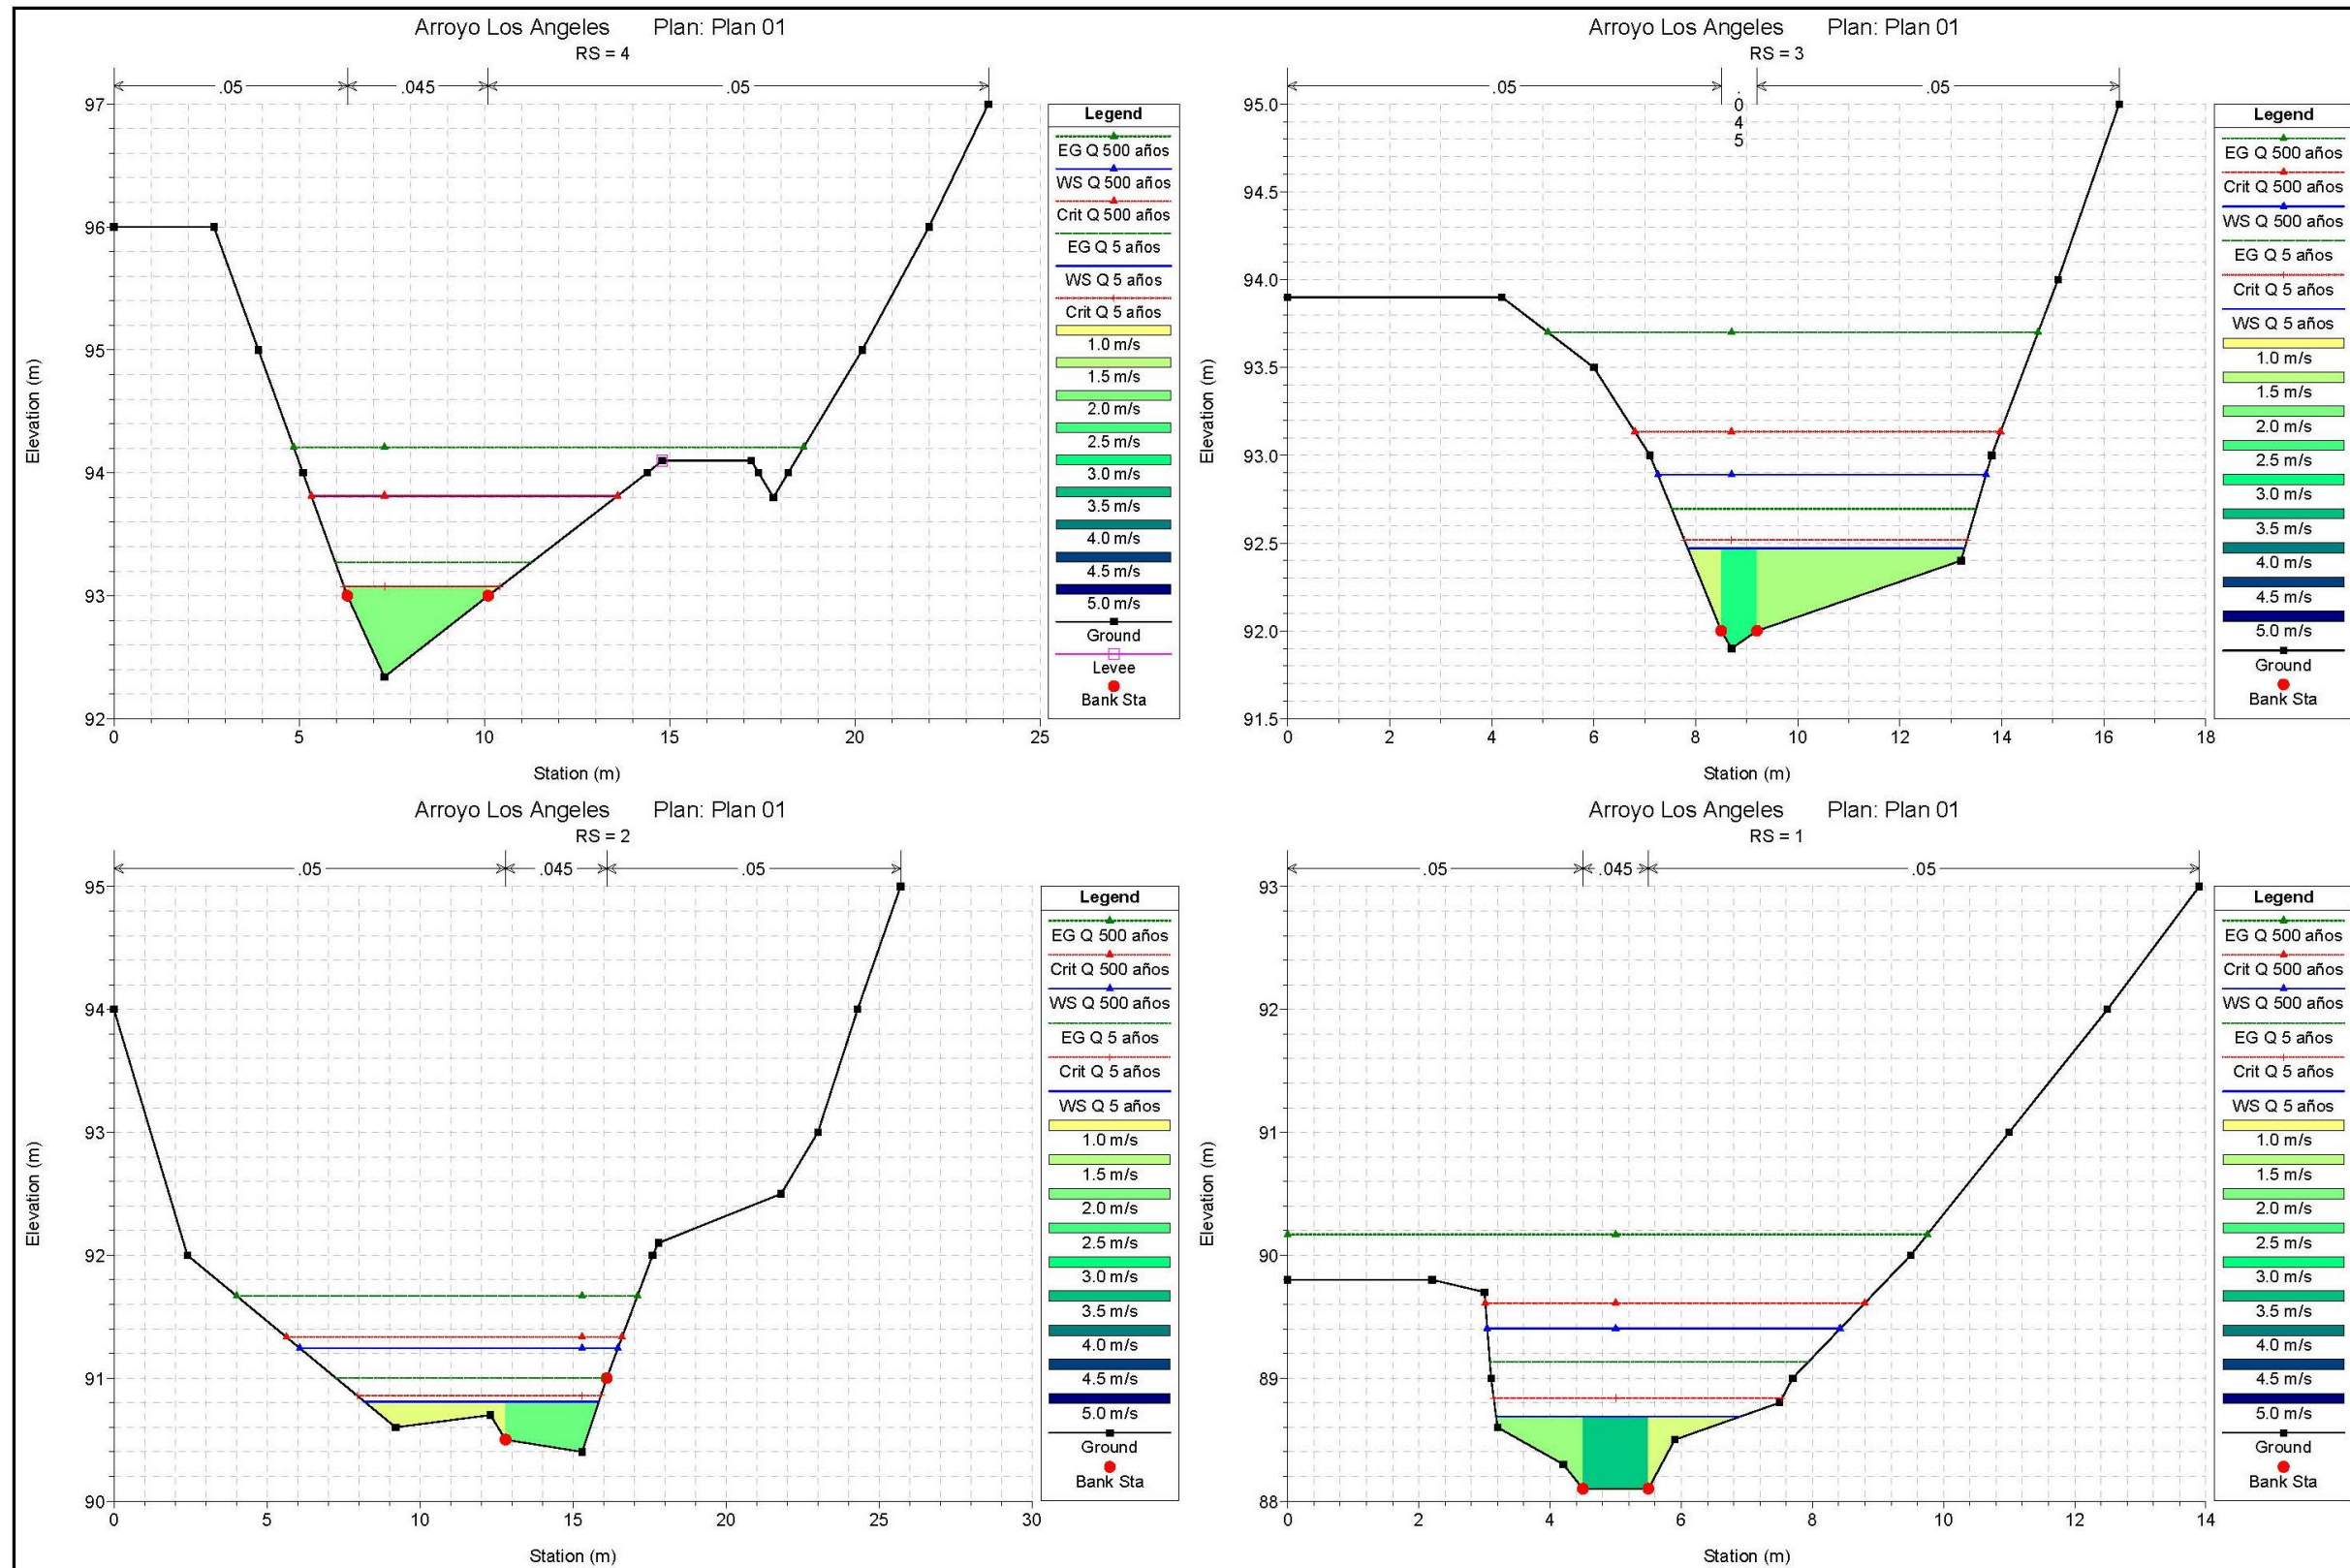 Arroyo Los Angeles Plan: Plan 01
RS = 4
.05 .045 .05
97
96
95
94
93
92
0 5 10 15 20 25
Station (m)
Elevation (m)
Legend
EG Q 500 años
WS Q 500 años
Crit Q 500 años
EG Q 5 años
WS Q 5 años
Crit Q 5 años
1.0 m/s
1.5 m/s
2.0 m/s
2.5 m/s
3.0 m/s
3.5 m/s
4.0 m/s
4.5 m/s
5.0 m/s
Ground
Levee
Bank Sta
Arroyo Los Angeles Plan: Plan 01
RS = 3
.05 .045 .05
95.0
94.5
94.0
93.5
93.0
92.5
92.0
91.5
0 2 4 6 8 10 12 14 16 18
Station (m)
Elevation (m)
Legend
EG Q 500 años
Crit Q 500 años
WS Q 500 años
EG Q 5 años
Crit Q 5 años
WS Q 5 años
1.0 m/s
1.5 m/s
2.0 m/s
2.5 m/s
3.0 m/s
3.5 m/s
4.0 m/s
4.5 m/s
5.0 m/s
Ground
Bank Sta
Arroyo Los Angeles Plan: Plan 01
RS = 2
.05 .045 .05
95
94
93
92
91
90
0 5 10 15 20 25 30
Station (m)
Elevation (m)
Legend
EG Q 500 años
Crit Q 500 años
WS Q 500 años
EG Q 5 años
Crit Q 5 años
WS Q 5 años
1.0 m/s
1.5 m/s
2.0 m/s
2.5 m/s
3.0 m/s
3.5 m/s
4.0 m/s
4.5 m/s
5.0 m/s
Ground
Bank Sta
Arroyo Los Angeles Plan: Plan 01
RS = 1
.05 .045 .05
93
92
91
90
89
88
0 2 4 6 8 10 12 14
Station (m)
Elevation (m)
Legend
EG Q 500 años
Crit Q 500 años
WS Q 500 años
EG Q 5 años
Crit Q 5 años
WS Q 5 años
1.0 m/s
1.5 m/s
2.0 m/s
2.5 m/s
3.0 m/s
3.5 m/s
4.0 m/s
4.5 m/s
5.0 m/s
Ground
Bank Sta